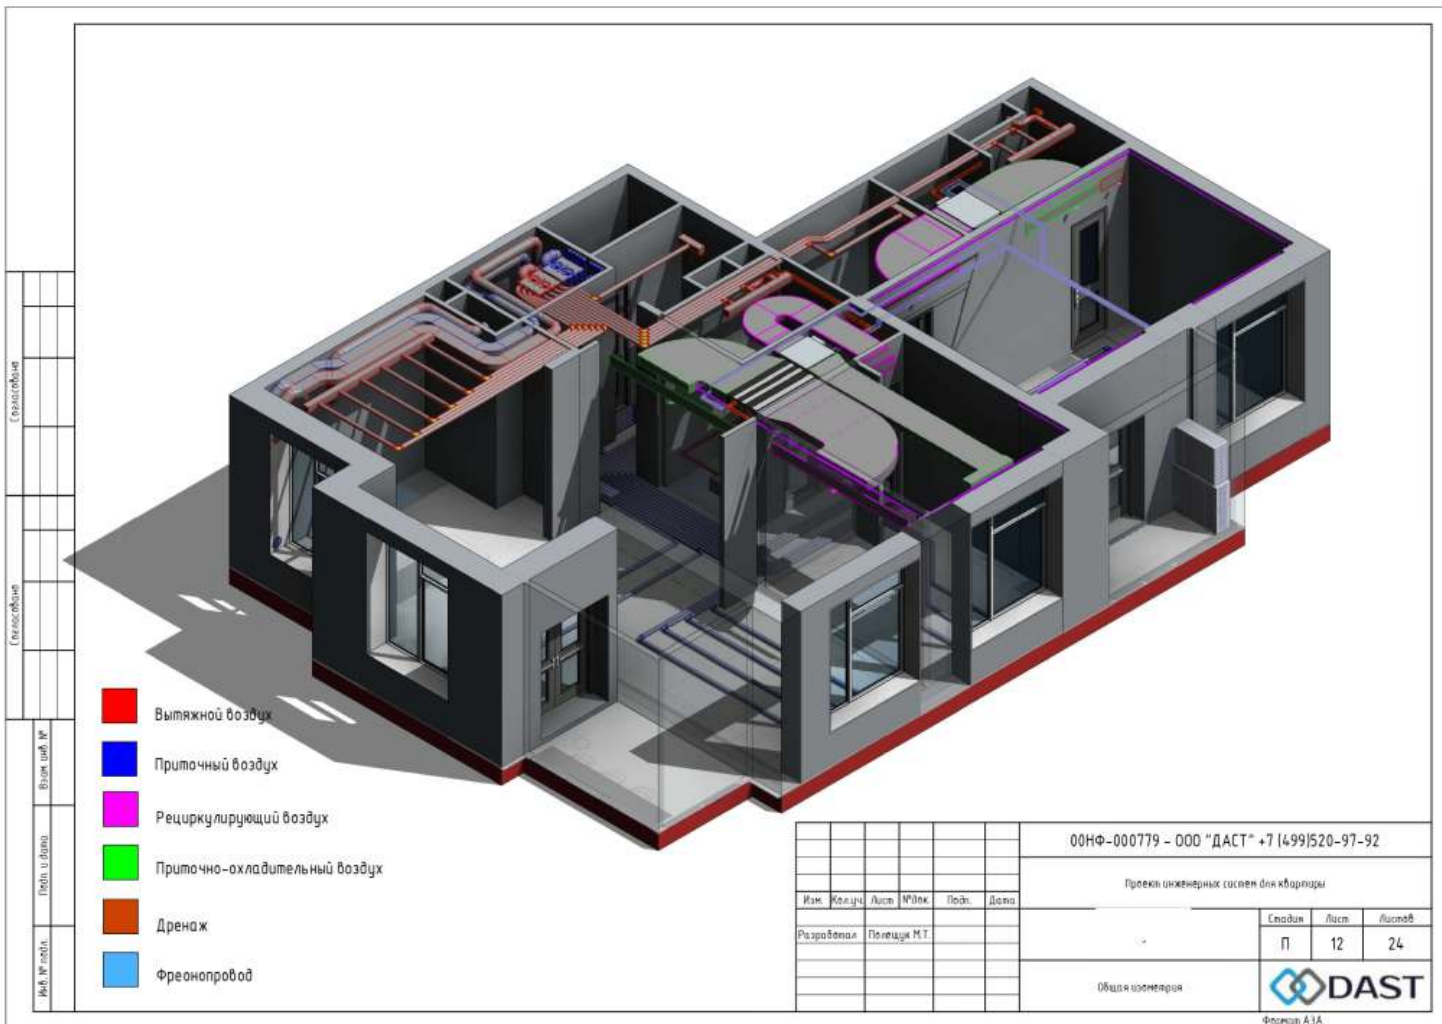 Согласовано
Согласовано
Взам. инв. №
Подп. и дата
Инв. № подл.
Вытяжной воздух
Приточный воздух
Рециркулирующий воздух
Приточно-охладительный воздух
Дренаж
Фреонопровод
00НФ-000779 - ООО "ДАСТ" +7 (499)520-97-92
Проект инженерных систем для квартиры
Изм. Кол.уч. Лист №док. Подп. Дата
Разработал Полещук М.Т.
Стадия Лист Листов
П 12 24
Общая изометрия
DAST
Формат А3А